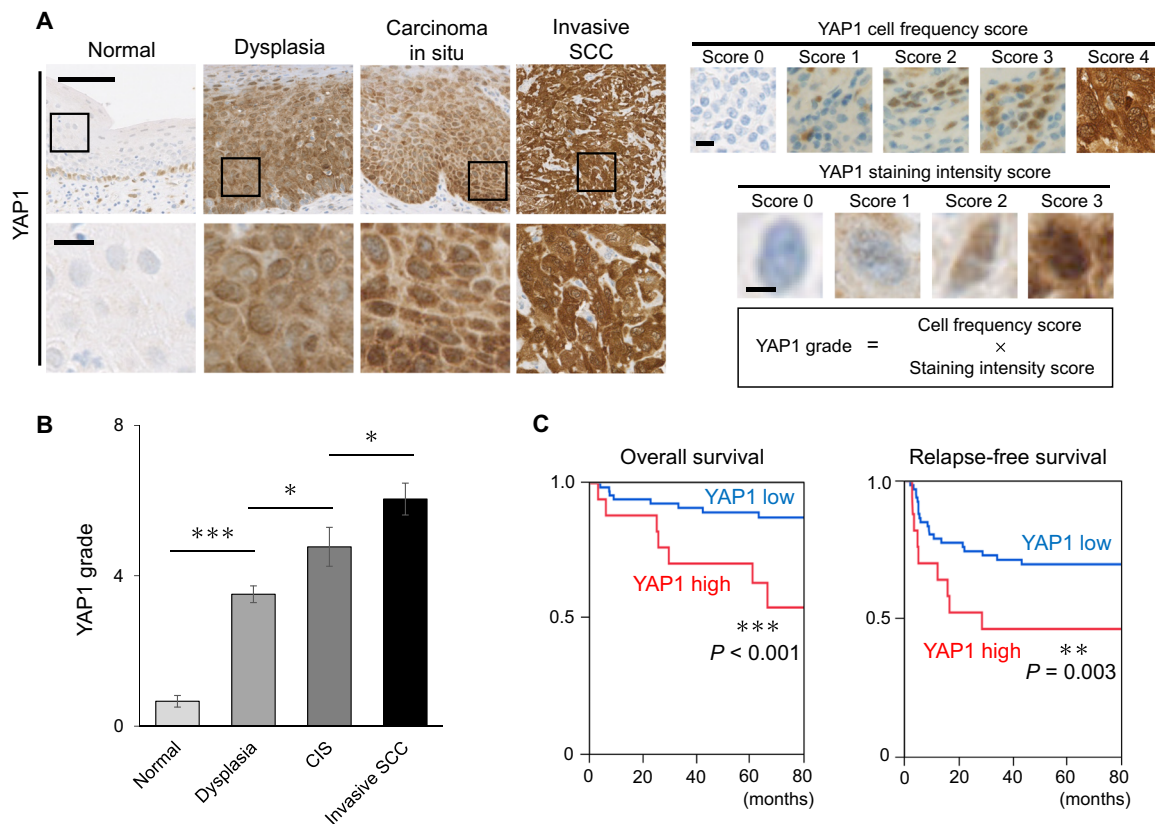 A
Normal
Dysplasia
Carcinoma
in situ
Invasive
SCC
YAP1
YAP1 cell frequency score
Score 0 Score 1 Score 2 Score 3 Score 4
YAP1 staining intensity score
Score 0 Score 1 Score 2 Score 3
YAP1 grade = Cell frequency score
×
Staining intensity score
B
YAP1 grade
8
4
0
***
*
*
Normal
Dysplasia
CIS
Invasive SCC
C
Overall survival
1.0
0.5
0
YAP1 low
YAP1 high
***
P < 0.001
0 20 40 60 80
(months)
Relapse-free survival
1.0
0.5
0
YAP1 low
YAP1 high
**
P = 0.003
0 20 40 60 80
(months)